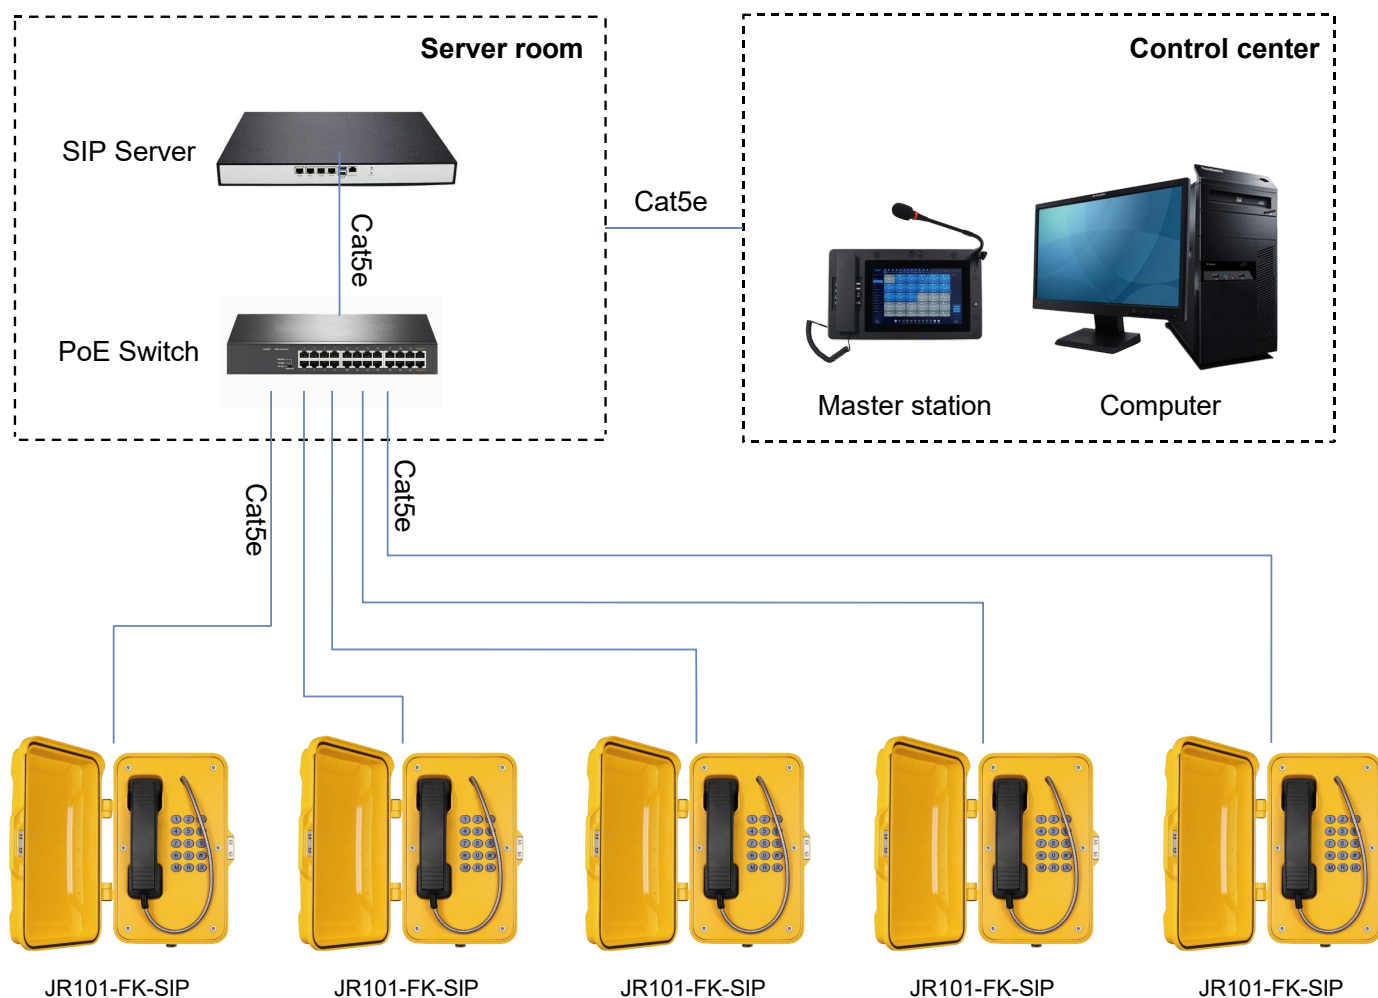 Server room
Control center
SIP Server
Cat5e
Cat5e
PoE Switch
Master station
Computer
Cat5e
Cat5e
JR101-FK-SIP
JR101-FK-SIP
JR101-FK-SIP
JR101-FK-SIP
JR101-FK-SIP